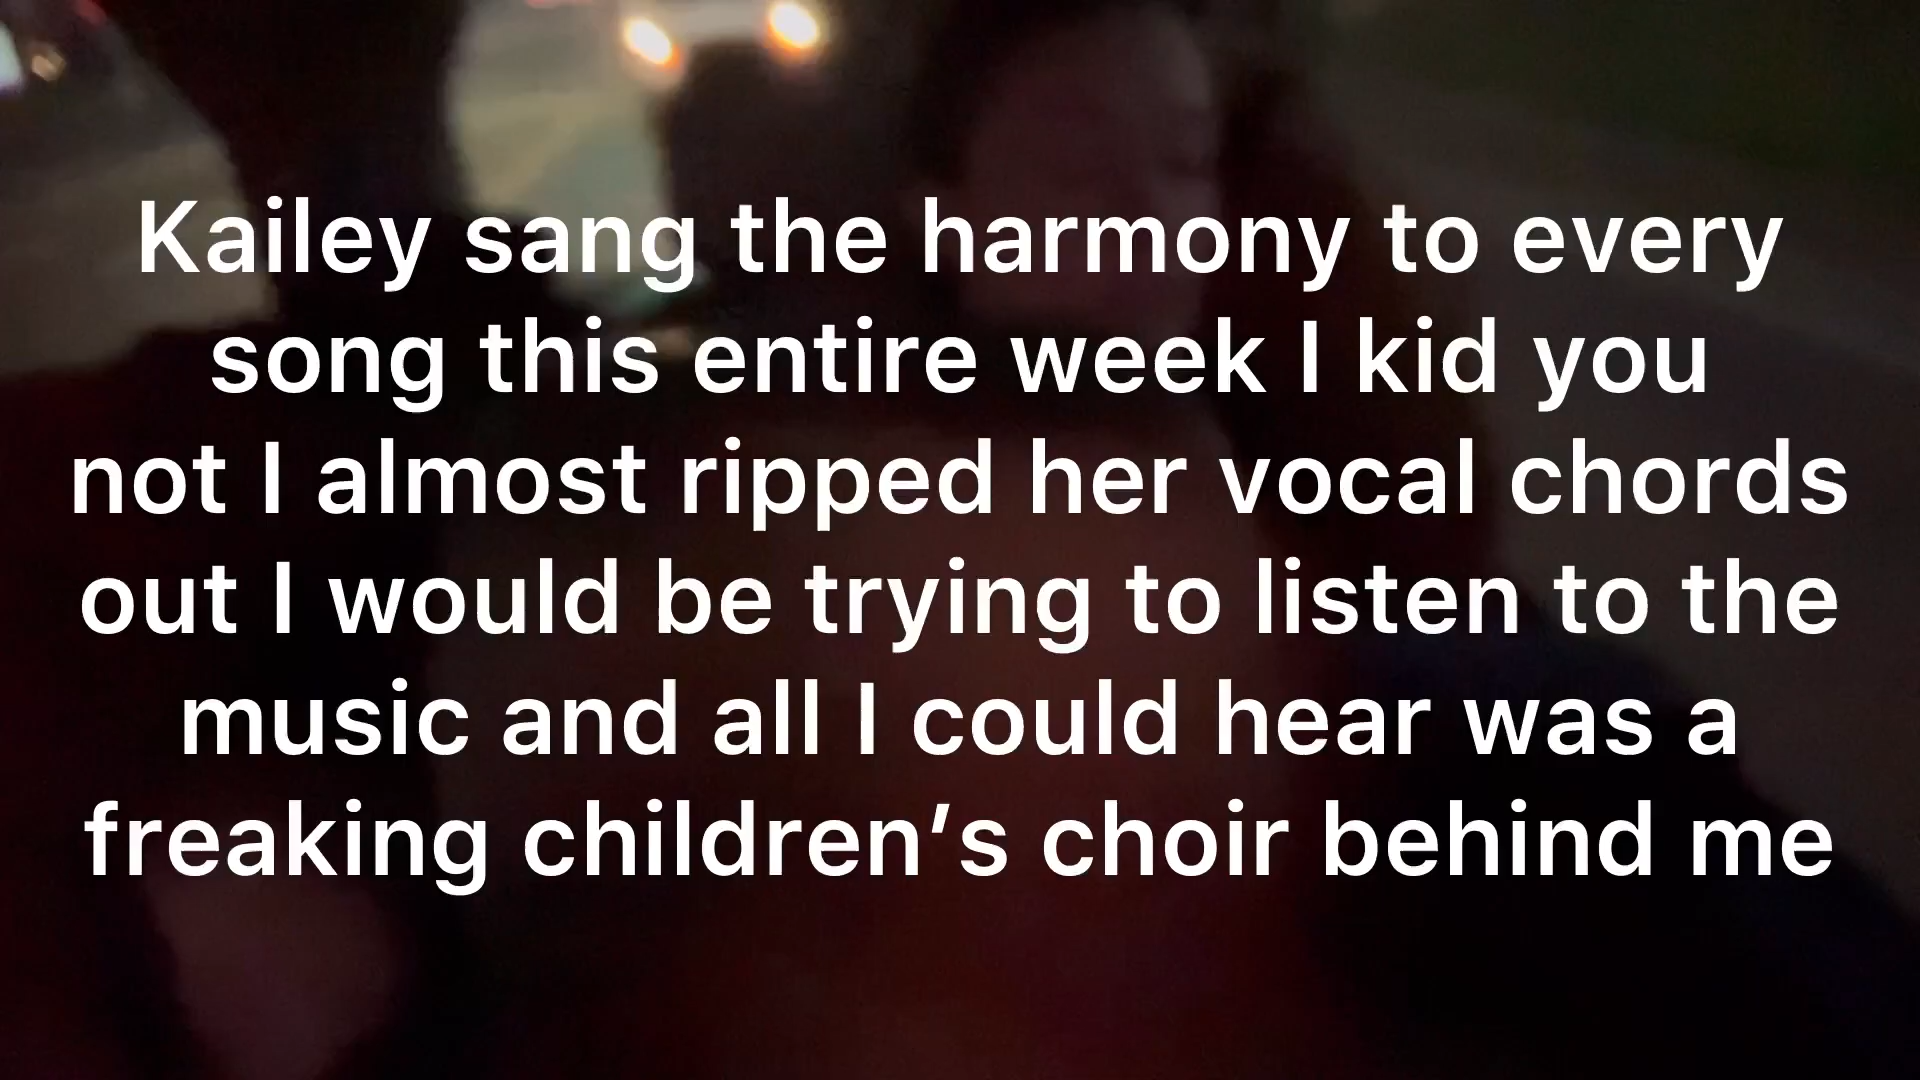 Kailey sang the harmony to every
song this entire week I kid you
not I almost ripped her vocal chords
out I would be trying to listen to the
music and all I could hear was a
freaking children’s choir behind me